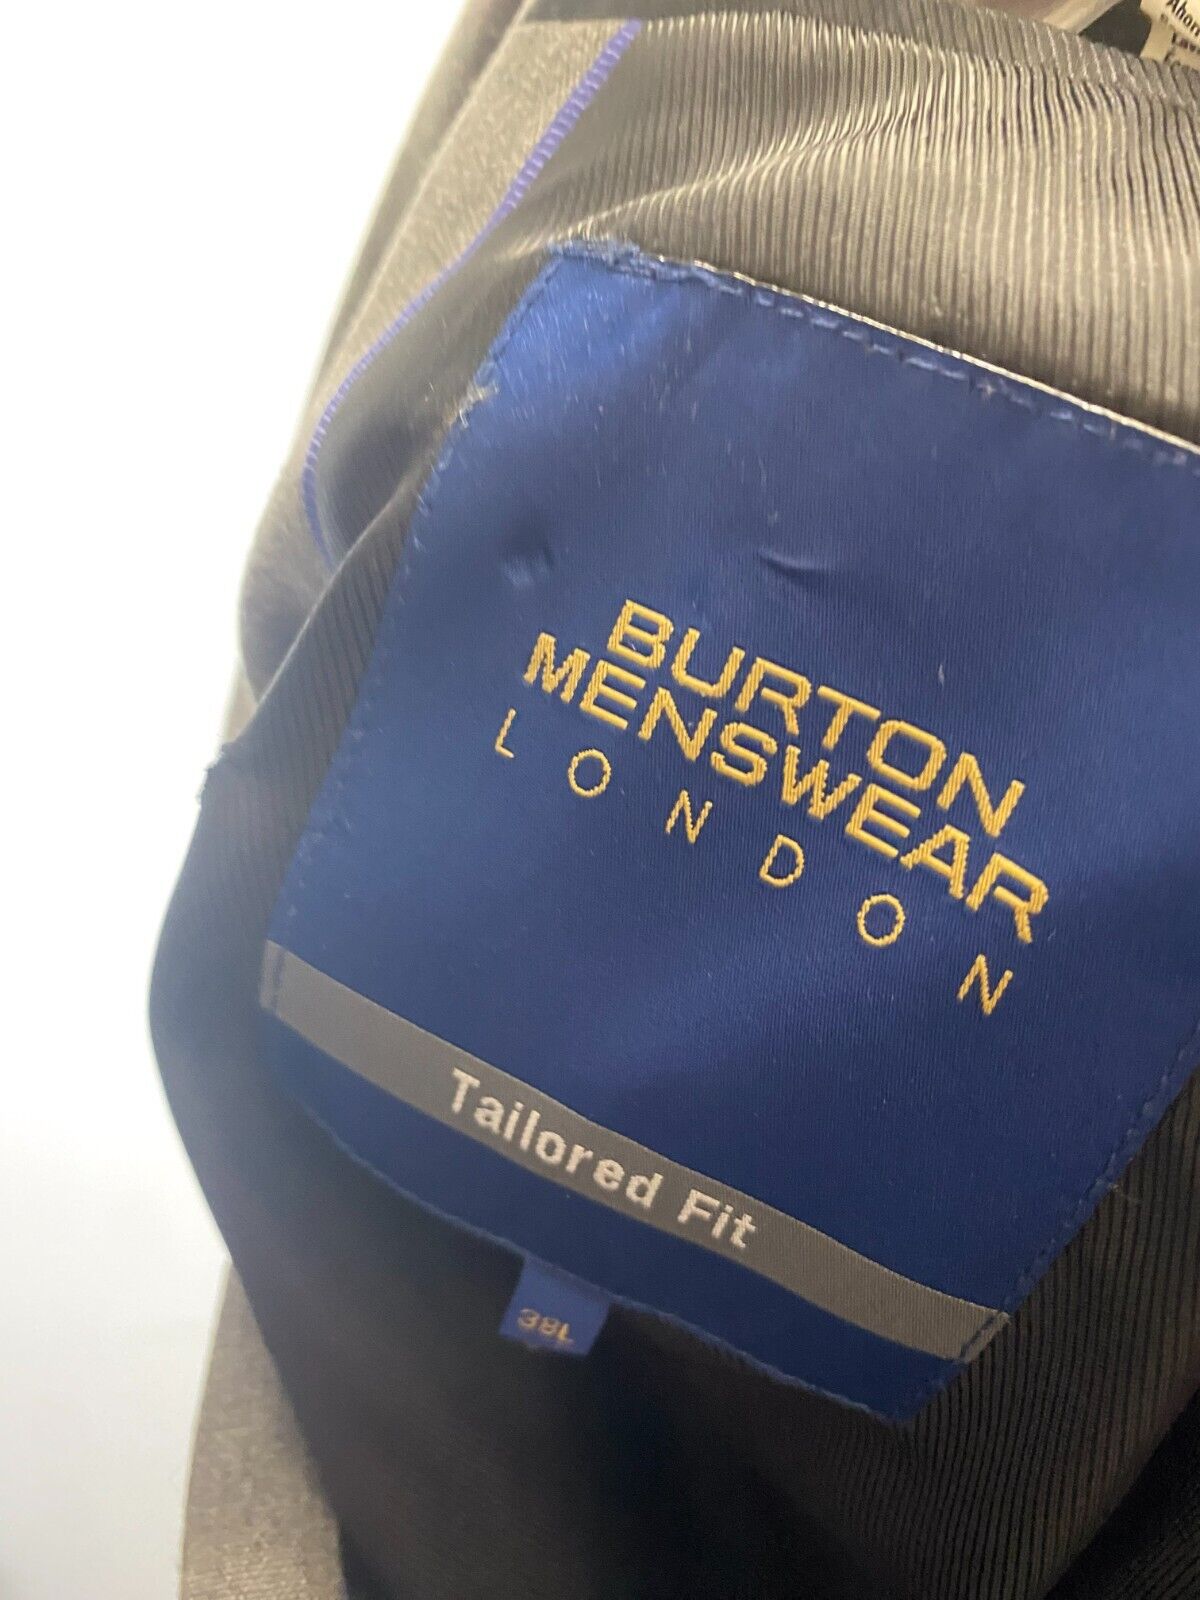 BURTON
MENSWEAR
LONDON
Tailored Fit
38L